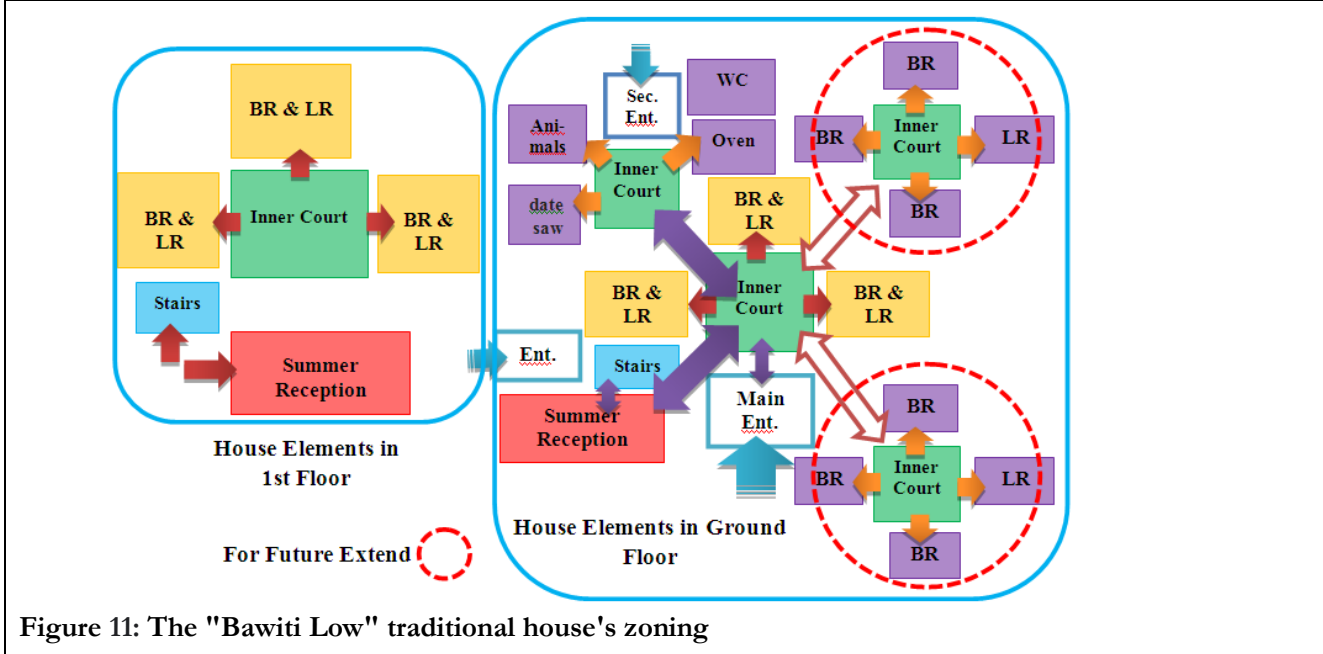 BR & LR
BR &
LR
Inner Court
BR &
LR
Stairs
Summer
Reception
House Elements in
1st Floor
For Future Extend
Sec.
Ent.
WC
Ani-
mals
Oven
Inner
Court
date
saw
BR &
LR
Inner
Court
BR &
LR
BR &
LR
Ent.
Stairs
Summer
Reception
Main
Ent.
BR
Inner
Court
BR
LR
BR
BR
Inner
Court
BR
LR
BR
House Elements in Ground
Floor
Figure 11: The "Bawiti Low" traditional house's zoning